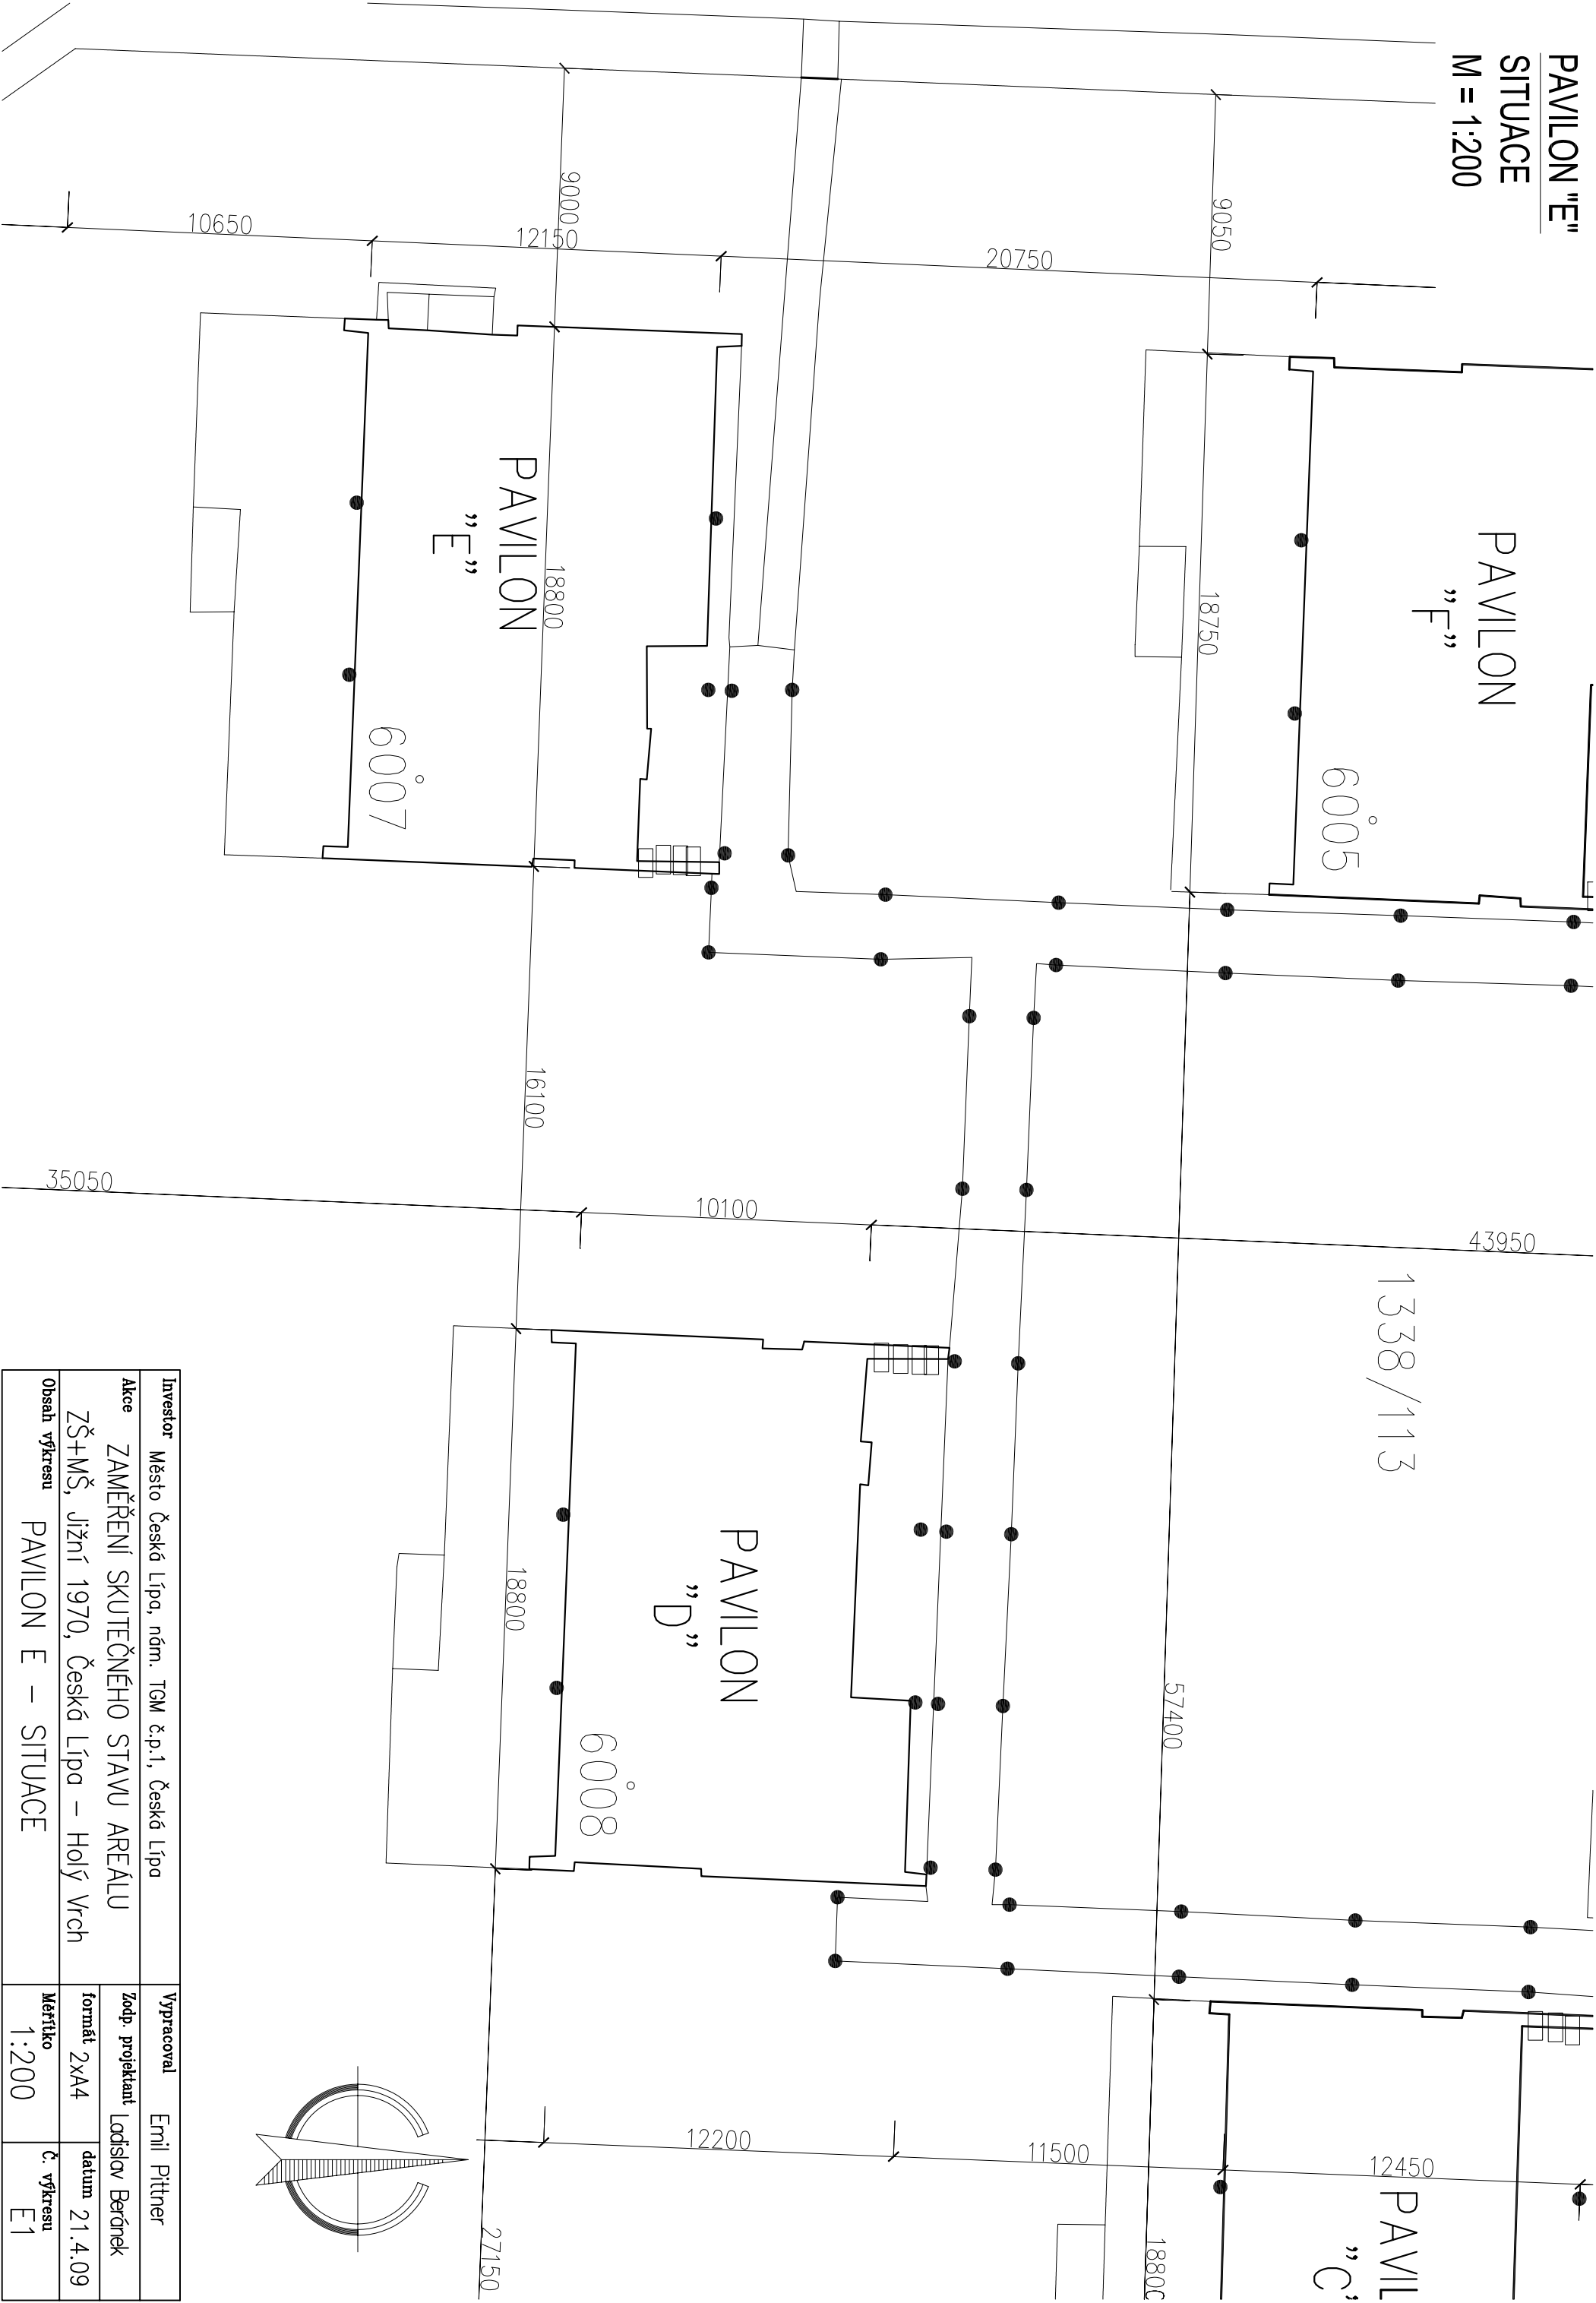 PAVILON "E"
SITUACE
M = 1:200
9050
20750
9000
12150
10650
PAVILON
”F”
18750
6005
PAVILON
”E”
18800
6007
16100
43950
10100
35050
1338/113
PAVILON
”D”
18800
6008
57400
12450
11500
12200
PAVIL
”C”
18800
27150
Investor Město Česká Lípa, nám. TGM č.p.1, Česká Lípa
Akce ZAMĚŘENÍ SKUTEČNÉHO STAVU AREÁLU
ZŠ+MŠ, Jižní 1970, Česká Lípa – Holý Vrch
Obsah výkresu PAVILON E – SITUACE
Vypracoval Emil Pittner
Zodp. projektant Ladislav Beránek
formát 2xA4 datum 21.4.09
Měřítko 1:200 Č. výkresu E1